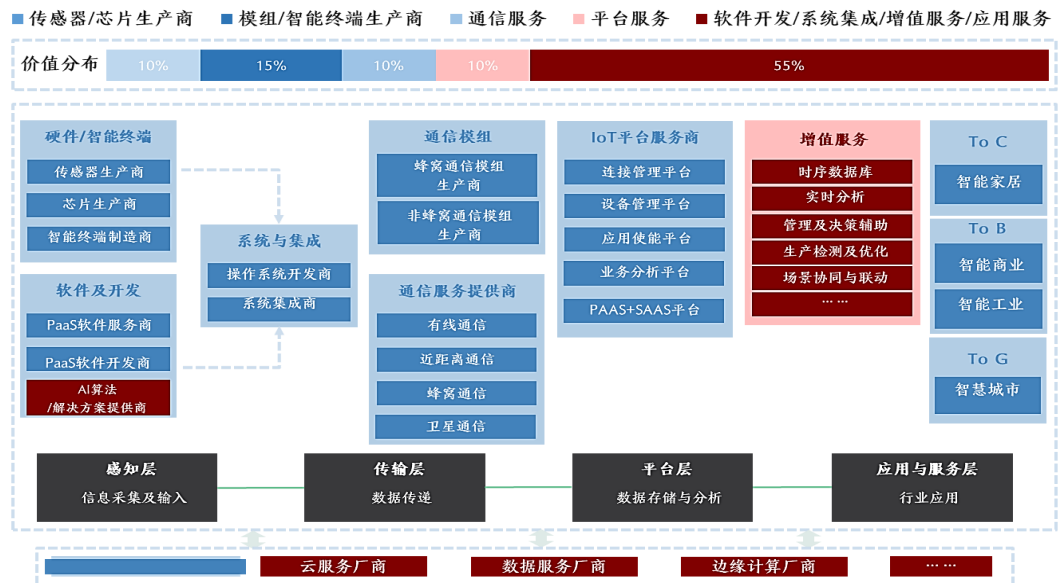 传感器/芯片生产商 模组/智能终端生产商 通信服务 平台服务 软件开发/系统集成/增值服务/应用服务
价值分布 10% 15% 10% 10% 55%
硬件/智能终端
传感器生产商
芯片生产商
智能终端制造商
软件及开发
PaaS软件服务商
PaaS软件开发商
AI算法
/解决方案提供商
系统与集成
操作系统开发商
系统集成商
通信模组
蜂窝通信模组
生产商
非蜂窝通信模组
生产商
通信服务提供商
有线通信
近距离通信
蜂窝通信
卫星通信
IoT平台服务商
连接管理平台
设备管理平台
应用使能平台
业务分析平台
PAAS+SAAS平台
增值服务
时序数据库
实时分析
管理及决策辅助
生产检测及优化
场景协同与联动
……
To C
智能家居
To B
智能商业
智能工业
To G
智慧城市
感知层
信息采集及输入
传输层
数据传递
平台层
数据存储与分析
应用与服务层
行业应用
云服务厂商 数据服务厂商 边缘计算厂商 ……